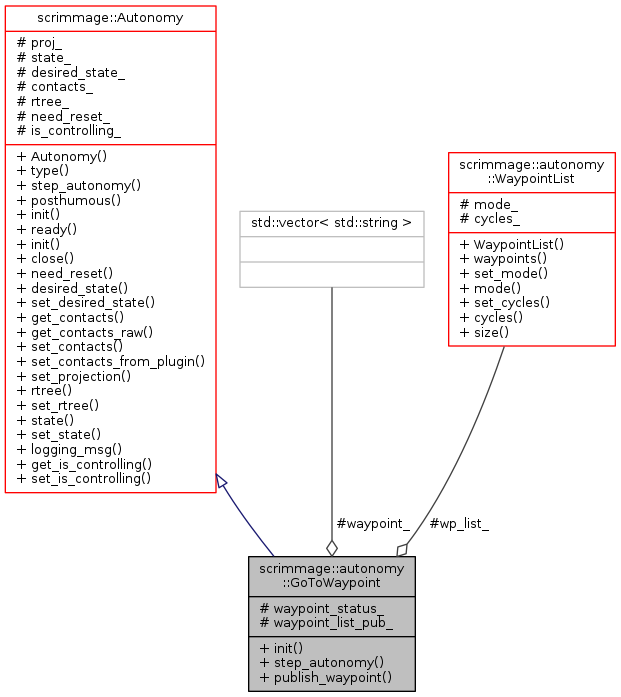 scrimmage::Autonomy
# proj_
# state_
# desired_state_
# contacts_
# rtree_
# need_reset_
# is_controlling_
+ Autonomy()
+ type()
+ step_autonomy()
+ posthumous()
+ init()
+ ready()
+ init()
+ close()
+ need_reset()
+ desired_state()
+ set_desired_state()
+ get_contacts()
+ get_contacts_raw()
+ set_contacts()
+ set_contacts_from_plugin()
+ set_projection()
+ rtree()
+ set_rtree()
+ state()
+ set_state()
+ logging_msg()
+ get_is_controlling()
+ set_is_controlling()
std::vector< std::string >
scrimmage::autonomy
::WaypointList
# mode_
# cycles_
+ WaypointList()
+ waypoints()
+ set_mode()
+ mode()
+ set_cycles()
+ cycles()
+ size()
#waypoint_
#wp_list_
scrimmage::autonomy
::GoToWaypoint
# waypoint_status_
# waypoint_list_pub_
+ init()
+ step_autonomy()
+ publish_waypoint()